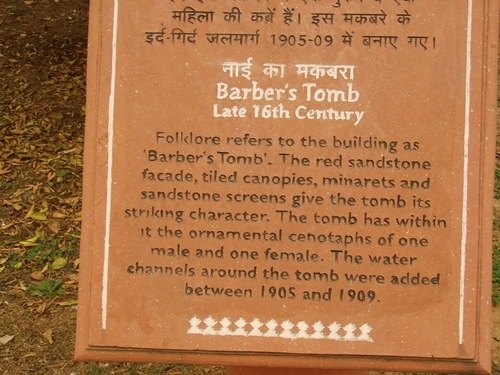 महिला की कबें हैं। इस मकबरे के
इर्द-गिर्द जलमार्ग 1905-09 में बनाए गए।
नाई का मकबरा
Barber's Tomb
Late 16th Century
Folklore refers to the building as
'Barber's Tomb'. The red sandstone
facade, tiled canopies, minarets and
sandstone screens give the tomb its
striking character. The tomb has within
it the ornamental cenotaphs of one
male and one female. The water
channels around the tomb were added
between 1905 and 1909.